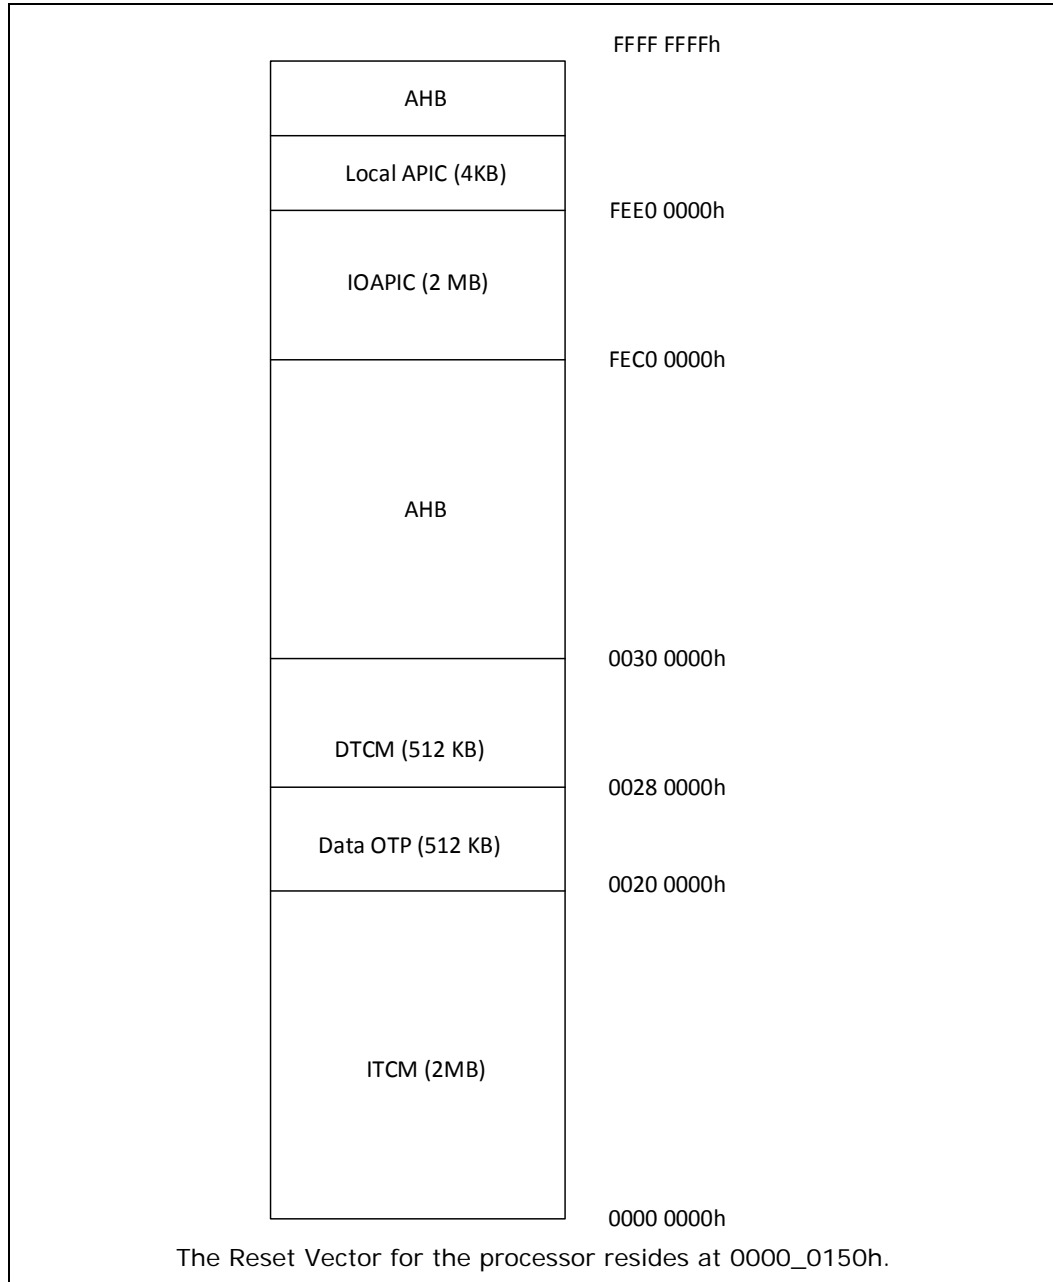 FFFF FFFFh
AHB
Local APIC (4KB)
FEE0 0000h
IOAPIC (2 MB)
FEC0 0000h
AHB
0030 0000h
DTCM (512 KB)
0028 0000h
Data OTP (512 KB)
0020 0000h
ITCM (2MB)
0000 0000h
The Reset Vector for the processor resides at 0000_0150h.